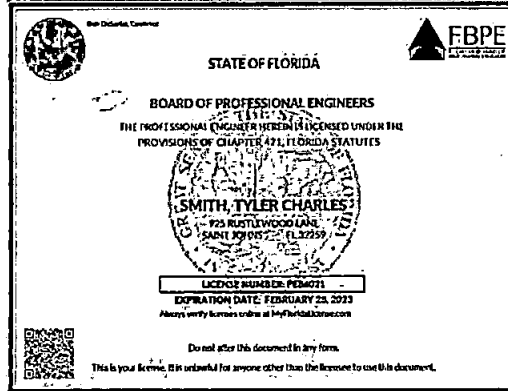 Ron DeSantis, Governor
FBPE
STATE OF FLORIDA
BOARD OF PROFESSIONAL ENGINEERS
THE PROFESSIONAL ENGINEER HEREIN IS LICENSED UNDER THE
PROVISIONS OF CHAPTER 471, FLORIDA STATUTES
SMITH, TYLER CHARLES
925 RUSTLEWOOD LANE
SAINT JOHNS FL 32259
LICENSE NUMBER:
EXPIRATION DATE: FEBRUARY 2023
Always verify licenses online at MyFloridaLicense.com
Do not alter this document in any form.
This is your license. It is unlawful for anyone other than the licensee to use this document.